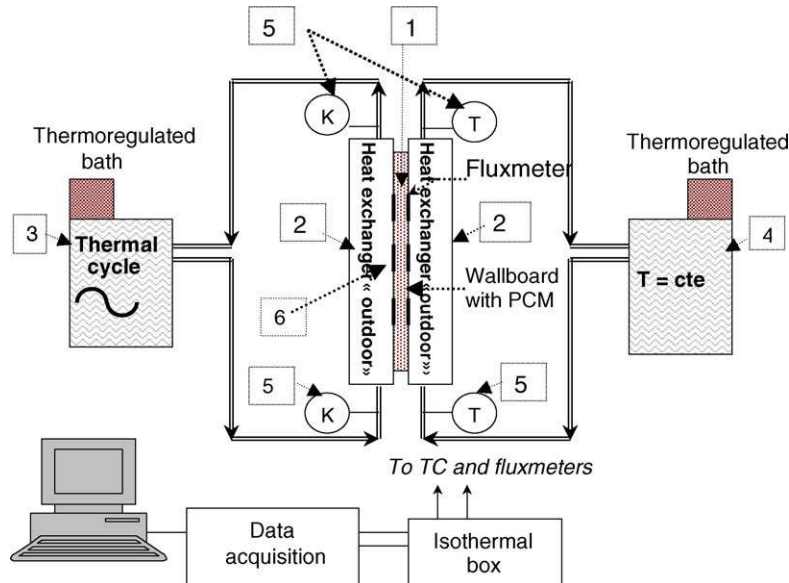 5
1
K
T
Thermoregulated
bath
Thermoregulated
bath
Heat exchanger « outdoor»
Heat exchanger «outdoor»›
Fluxmeter
3
Thermal
cycle
2
2
4
T = cte
6
Wallboard
with PCM
5
K
T
5
To TC and fluxmeters
Data
acquisition
Isothermal
box